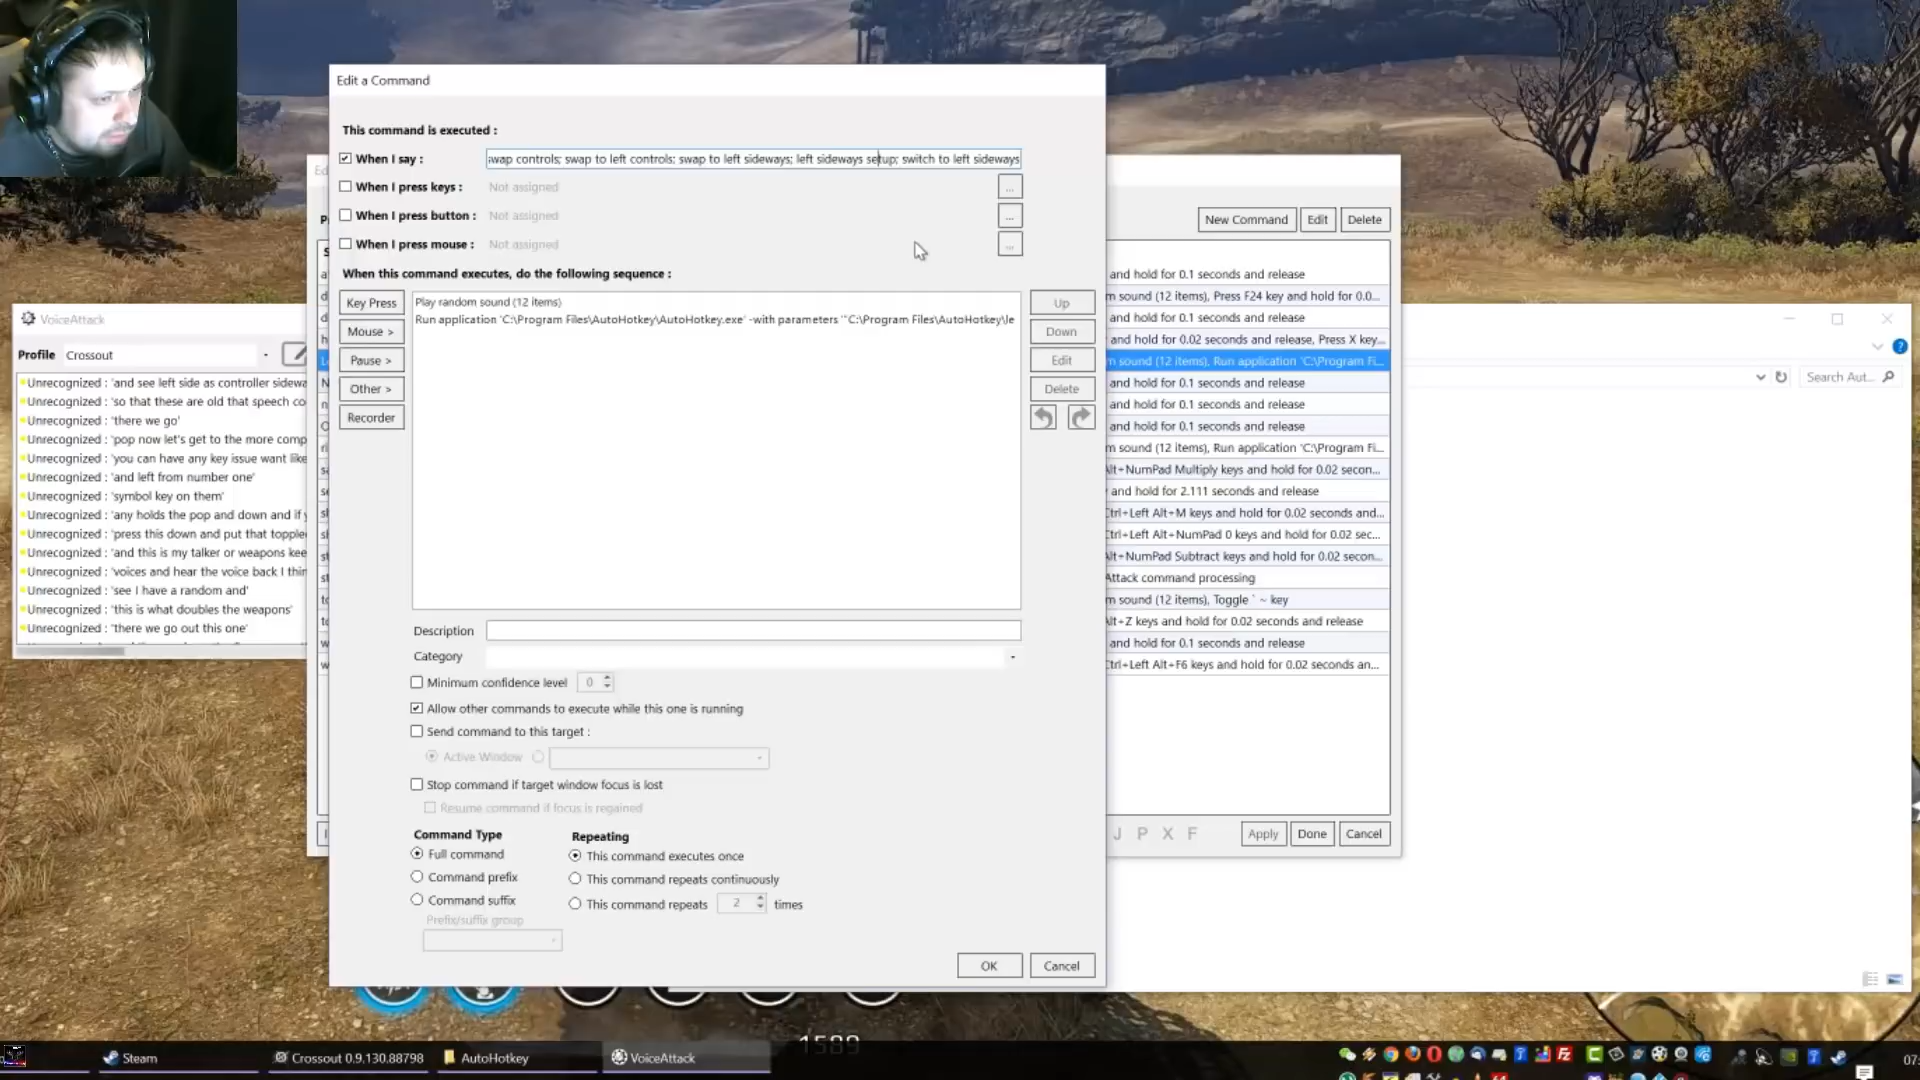 Edit a Command
This command is executed :
When I say :
swap controls; swap to left controls; swap to left sideways; left sideways setup; switch to left sideways
When I press keys :
Not assigned
...
When I press button :
Not assigned
...
When I press mouse :
Not assigned
...
When this command executes, do the following sequence :
Key Press
Mouse >
Pause >
Other >
Recorder
Play random sound (12 items)
Run application 'C:\Program Files\AutoHotkey\AutoHotkey.exe' -with parameters '"C:\Program Files\AutoHotkey\le
Up
Down
Edit
Delete
Description
Category
Minimum confidence level
0
Allow other commands to execute while this one is running
Send command to this target :
Active Window
Stop command if target window focus is lost
Resume command if focus is regained
Command Type
Full command
Command prefix
Command suffix
Prefix/suffix group
Repeating
This command executes once
This command repeats continuously
This command repeats
2
times
OK
Cancel
VoiceAttack
Profile
Crossout
Unrecognized : 'and see left side as controller sidewa
Unrecognized : 'so that these are old that speech co
Unrecognized : 'there we go'
Unrecognized : 'pop now let's get to the more comp
Unrecognized : 'you can have any key issue want like
Unrecognized : 'and left from number one'
Unrecognized : 'symbol key on them'
Unrecognized : 'any holds the pop and down and if y
Unrecognized : 'press this down and put that topple
Unrecognized : 'and this is my talker or weapons kee
Unrecognized : 'voices and hear the voice back I thin
Unrecognized : 'see I have a random and'
Unrecognized : 'this is what doubles the weapons'
Unrecognized : 'there we go out this one'
New Command
Edit
Delete
and hold for 0.1 seconds and release
m sound (12 items), Press F24 key and hold for 0.0...
and hold for 0.1 seconds and release
and hold for 0.02 seconds and release, Press X key...
m sound (12 items), Run application 'C:\Program Fi...
and hold for 0.1 seconds and release
and hold for 0.1 seconds and release
and hold for 0.1 seconds and release
m sound (12 items), Run application 'C:\Program Fi...
Alt+NumPad Multiply keys and hold for 0.02 secon...
and hold for 2.111 seconds and release
Ctrl+Left Alt+M keys and hold for 0.02 seconds and...
Ctrl+Left Alt+NumPad 0 keys and hold for 0.02 sec...
Alt+NumPad Subtract keys and hold for 0.02 secon...
Attack command processing
m sound (12 items), Toggle ` ~ key
Alt+Z keys and hold for 0.02 seconds and release
and hold for 0.1 seconds and release
Ctrl+Left Alt+F6 keys and hold for 0.02 seconds an...
J P X F
Apply
Done
Cancel
Search Aut...
1589
Steam
Crossout 0.9.130.88798
AutoHotkey
VoiceAttack
07: